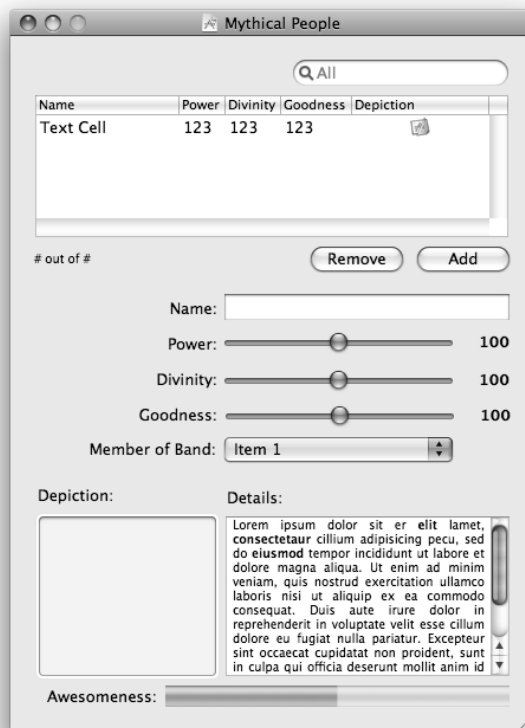 Mythical People
All
Name Power Divinity Goodness Depiction
Text Cell 123 123 123
# out of #
Remove Add
Name:
Power: 100
Divinity: 100
Goodness: 100
Member of Band: Item 1
Depiction:
Details:
Lorem ipsum dolor sit er elit lamet,
consectetaur cillium adipisicing pecu, sed
do eiusmod tempor incididunt ut labore et
dolore magna aliqua. Ut enim ad minim
veniam, quis nostrud exercitation ullamco
laboris nisi ut aliquip ex ea commodo
consequat. Duis aute irure dolor in
reprehenderit in voluptate velit esse cillum
dolore eu fugiat nulla pariatur. Excepteur
sint occaecat cupidatat non proident, sunt
in culpa qui officia deserunt mollit anim id
Awesomeness: